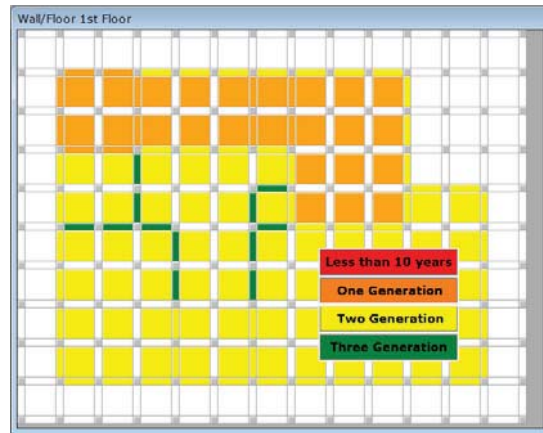 Wall/Floor 1st Floor
Less than 10 years
One Generation
Two Generation
Three Generation